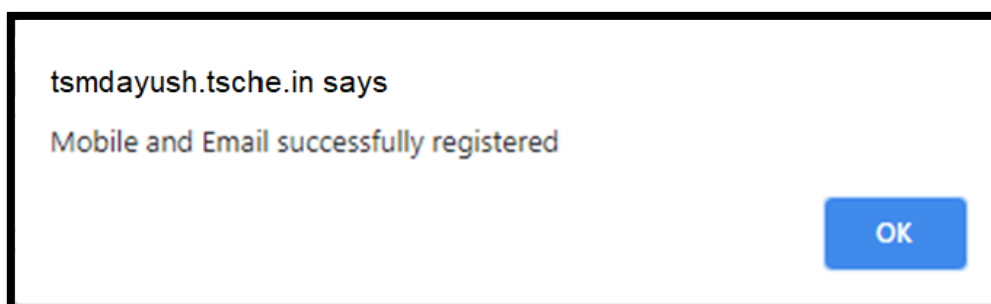 tsmdayush.tsche.in says
Mobile and Email successfully registered
OK